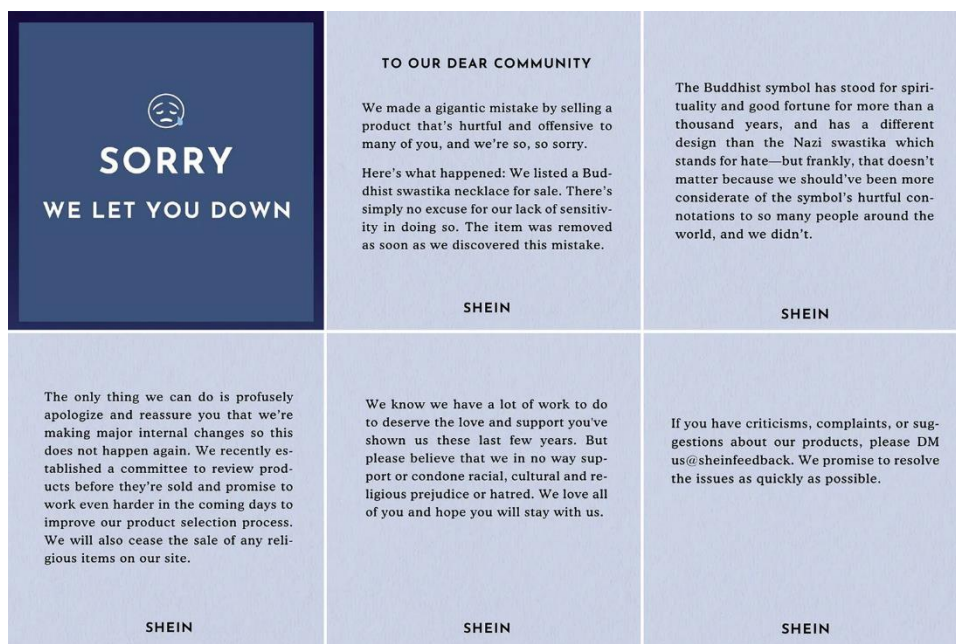 SORRY
WE LET YOU DOWN
TO OUR DEAR COMMUNITY
We made a gigantic mistake by selling a
product that's hurtful and offensive to
many of you, and we're so, so sorry.
Here's what happened: We listed a Bud-
dhist swastika necklace for sale. There's
simply no excuse for our lack of sensitiv-
ity in doing so. The item was removed
as soon as we discovered this mistake.
SHEIN
The Buddhist symbol has stood for spiri-
tuality and good fortune for more than a
thousand years, and has a different
design than the Nazi swastika which
stands for hate—but frankly, that doesn't
matter because we should've been more
considerate of the symbol's hurtful con-
notations to so many people around the
world, and we didn't.
SHEIN
The only thing we can do is profusely
apologize and reassure you that we're
making major internal changes so this
does not happen again. We recently es-
tablished a committee to review prod-
ucts before they're sold and promise to
work even harder in the coming days to
improve our product selection process.
We will also cease the sale of any reli-
gious items on our site.
SHEIN
We know we have a lot of work to do
to deserve the love and support you've
shown us these last few years. But
please believe that we in no way sup-
port or condone racial, cultural and re-
ligious prejudice or hatred. We love all
of you and hope you will stay with us.
SHEIN
If you have criticisms, complaints, or sug-
gestions about our products, please DM
us@sheinfeedback. We promise to resolve
the issues as quickly as possible.
SHEIN